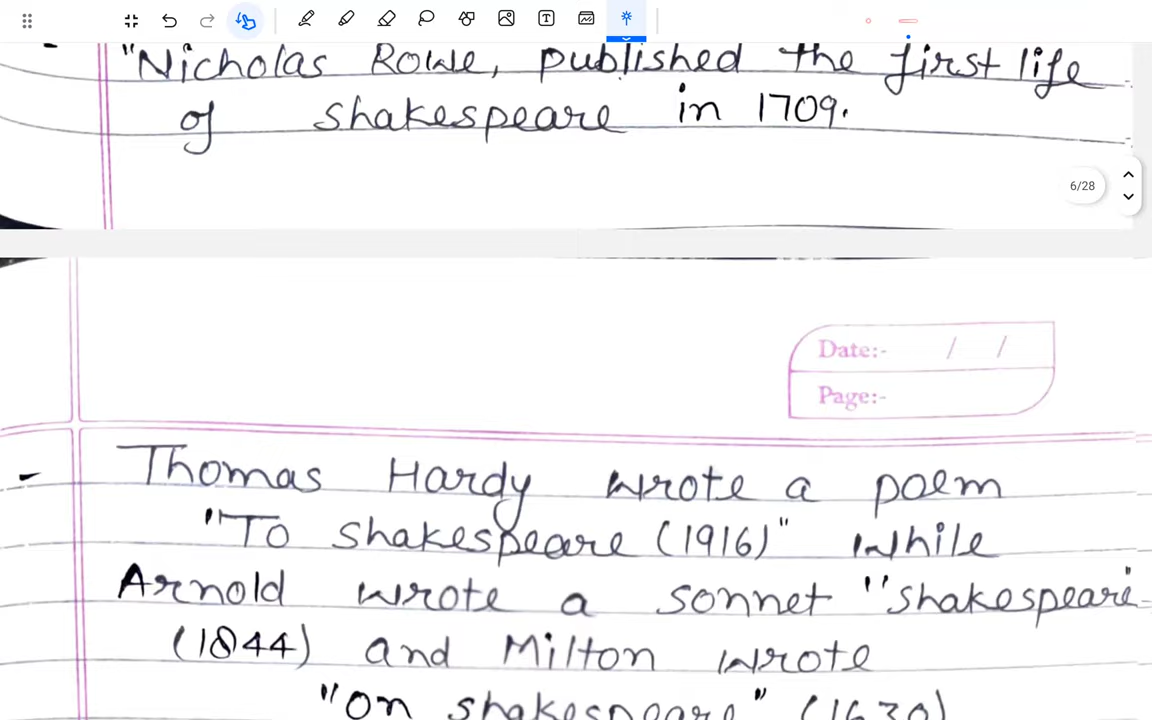 - "Nicholas Rowe, published the first life
of shakespeare in 1709.
6/28
Date:- / /
Page:-
- Thomas Hardy wrote a poem
"To shakespeare (1916)" while
Arnold wrote a sonnet "shakespeare"
(1844) and Milton wrote
"On shakespeare" (1630)